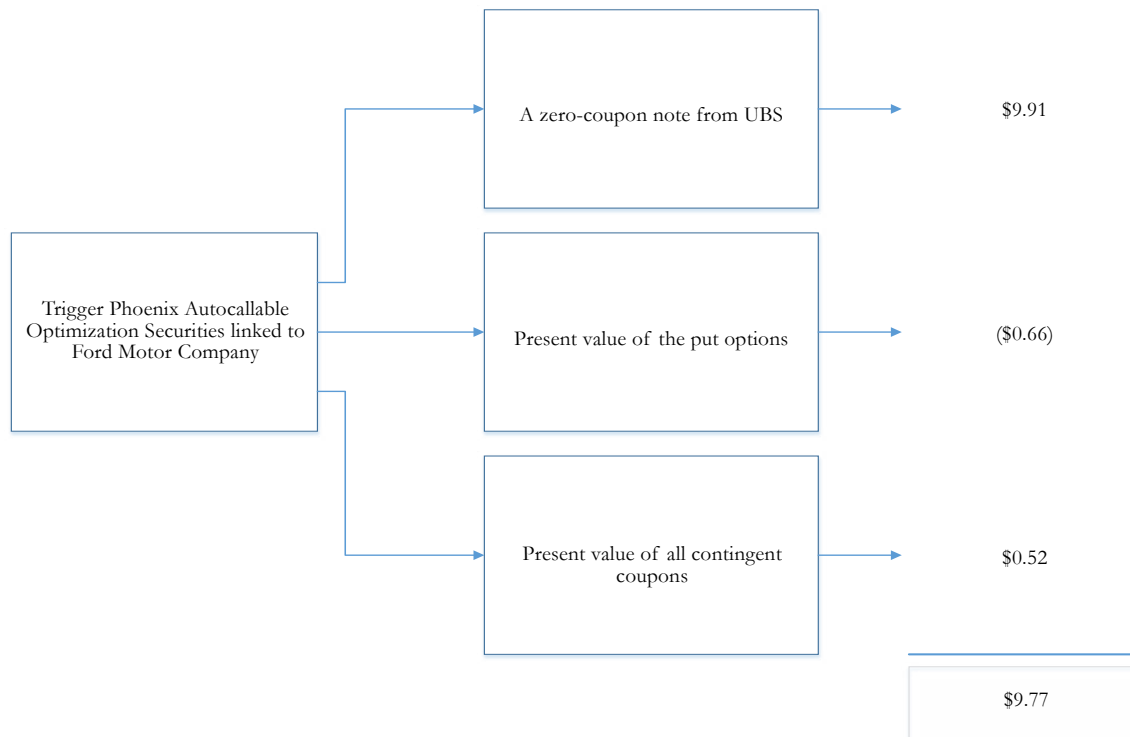 A zero-coupon note from UBS
$9.91
Trigger Phoenix Autocallable
Optimization Securities linked to
Ford Motor Company
Present value of the put options
($0.66)
Present value of all contingent
coupons
$0.52
$9.77